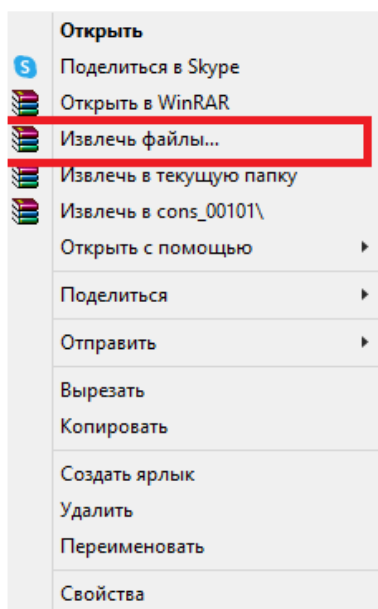 Открыть
Поделиться в Skype
Открыть в WinRAR
Извлечь файлы...
Извлечь в текущую папку
Извлечь в cons_00101\
Открыть с помощью
Поделиться
Отправить
Вырезать
Копировать
Создать ярлык
Удалить
Переименовать
Свойства